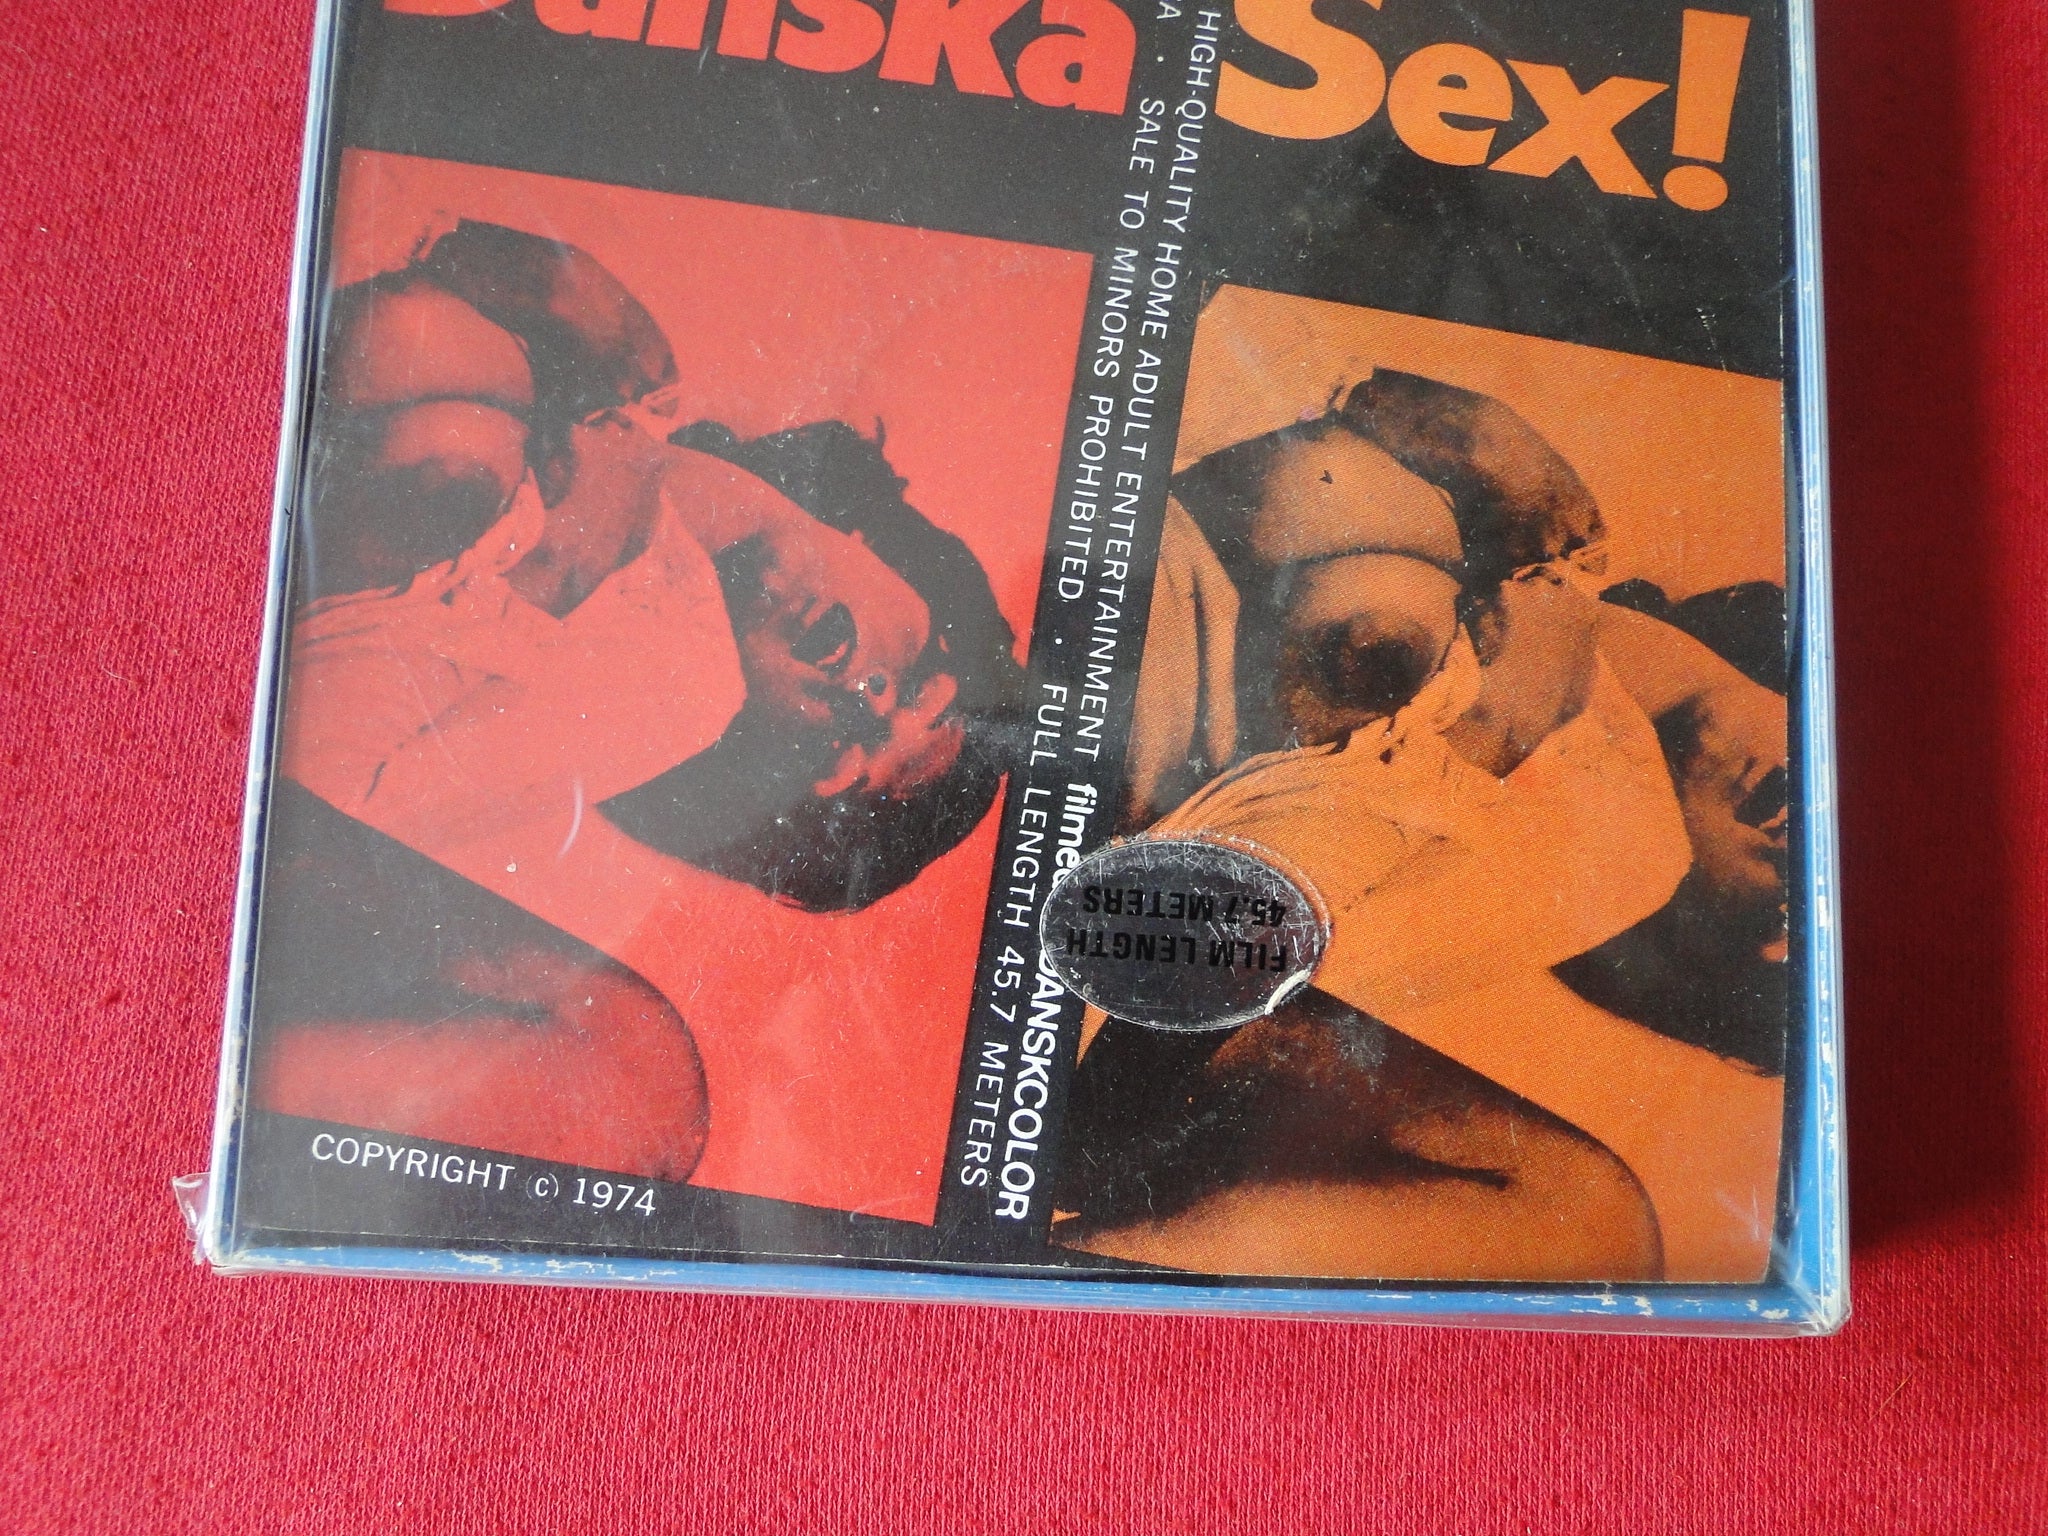 Danska Sex!
HIGH-QUALITY HOME ADULT ENTERTAINMENT filmed DANSKCOLOR
SALE TO MINORS PROHIBITED . FULL LENGTH 45.7 METERS
FILM LENGTH
45.7 METERS
COPYRIGHT © 1974